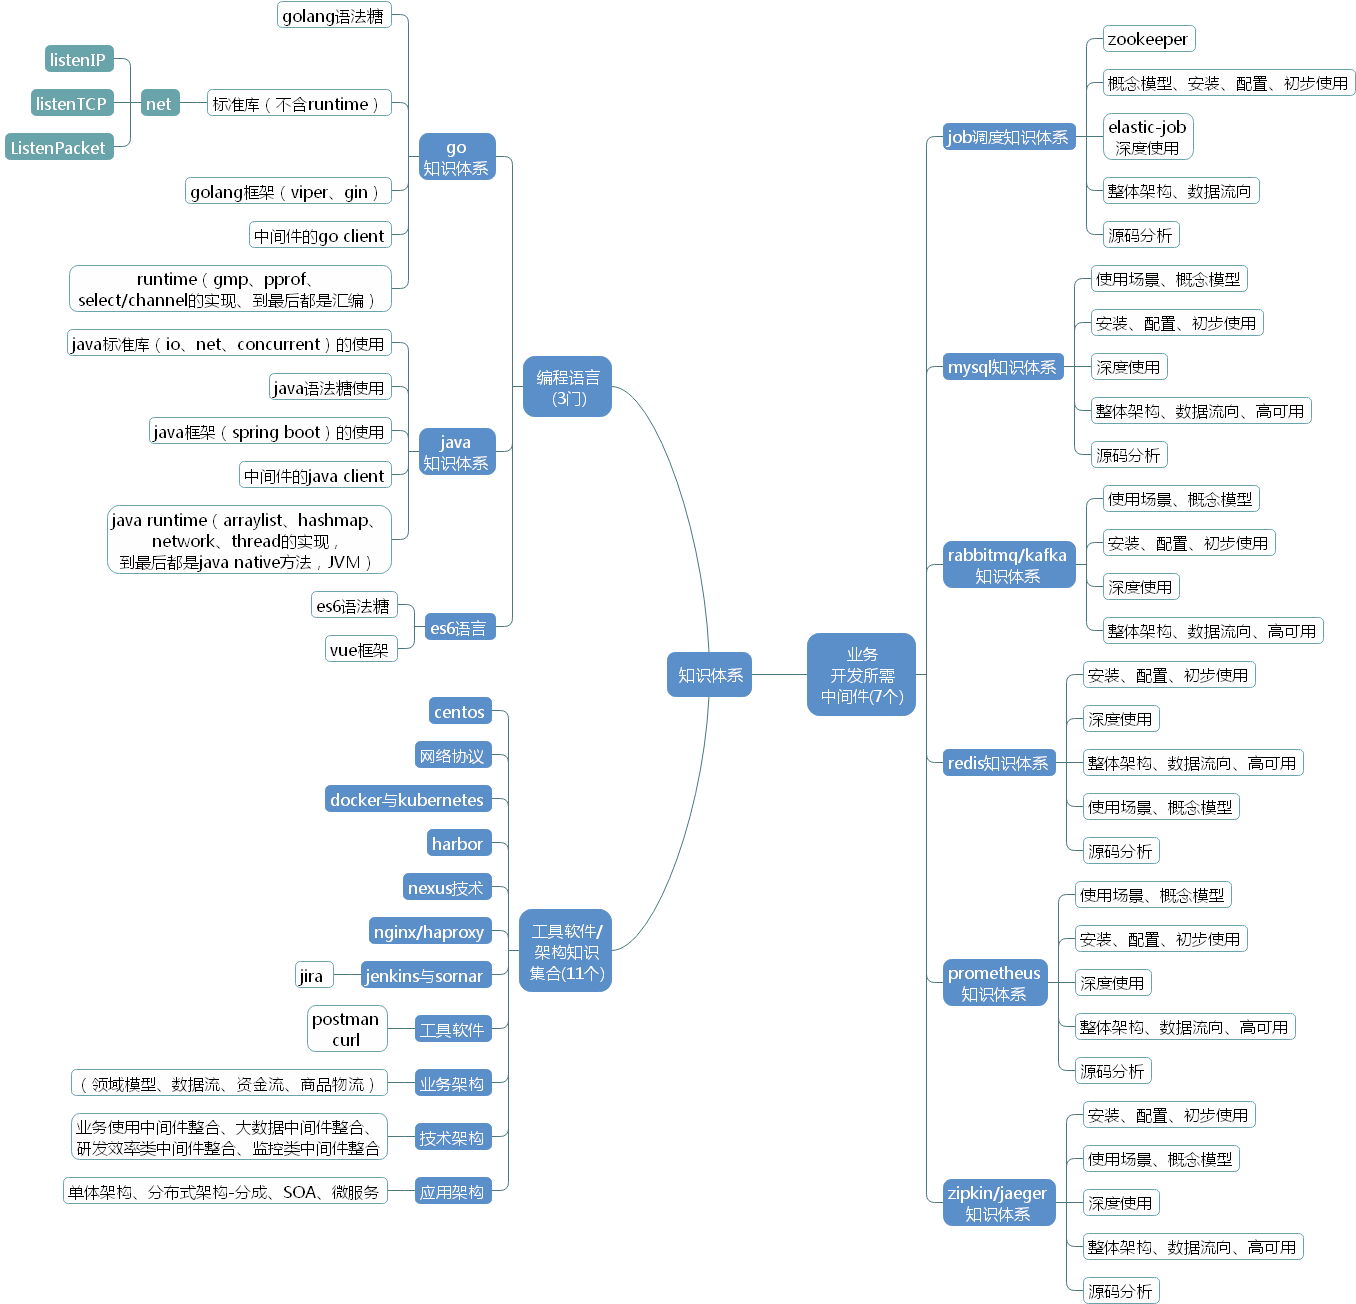 知识体系
编程语言
(3门)
go
知识体系
golang语法糖
标准库（不含runtime）
net
listenIP
listenTCP
ListenPacket
golang框架（viper、gin）
中间件的go client
runtime（gmp、pprof、
select/channel的实现、到最后都是汇编）
java
知识体系
java标准库（io、net、concurrent）的使用
java语法糖使用
java框架（spring boot）的使用
中间件的java client
java runtime（arraylist、hashmap、
network、thread的实现，
到最后都是java native方法，JVM）
es6语言
es6语法糖
vue框架
工具软件/
架构知识
集合(11个)
centos
网络协议
docker与kubernetes
harbor
nexus技术
nginx/haproxy
jenkins与sornar
jira
工具软件
postman
curl
业务架构
（领域模型、数据流、资金流、商品物流）
技术架构
业务使用中间件整合、大数据中间件整合、
研发效率类中间件整合、监控类中间件整合
应用架构
单体架构、分布式架构-分成、SOA、微服务
业务
开发所需
中间件(7个)
job调度知识体系
zookeeper
概念模型、安装、配置、初步使用
elastic-job
深度使用
整体架构、数据流向
源码分析
mysql知识体系
使用场景、概念模型
安装、配置、初步使用
深度使用
整体架构、数据流向、高可用
源码分析
rabbitmq/kafka
知识体系
使用场景、概念模型
安装、配置、初步使用
深度使用
整体架构、数据流向、高可用
redis知识体系
安装、配置、初步使用
深度使用
整体架构、数据流向、高可用
使用场景、概念模型
源码分析
prometheus
知识体系
使用场景、概念模型
安装、配置、初步使用
深度使用
整体架构、数据流向、高可用
源码分析
zipkin/jaeger
知识体系
安装、配置、初步使用
使用场景、概念模型
深度使用
整体架构、数据流向、高可用
源码分析